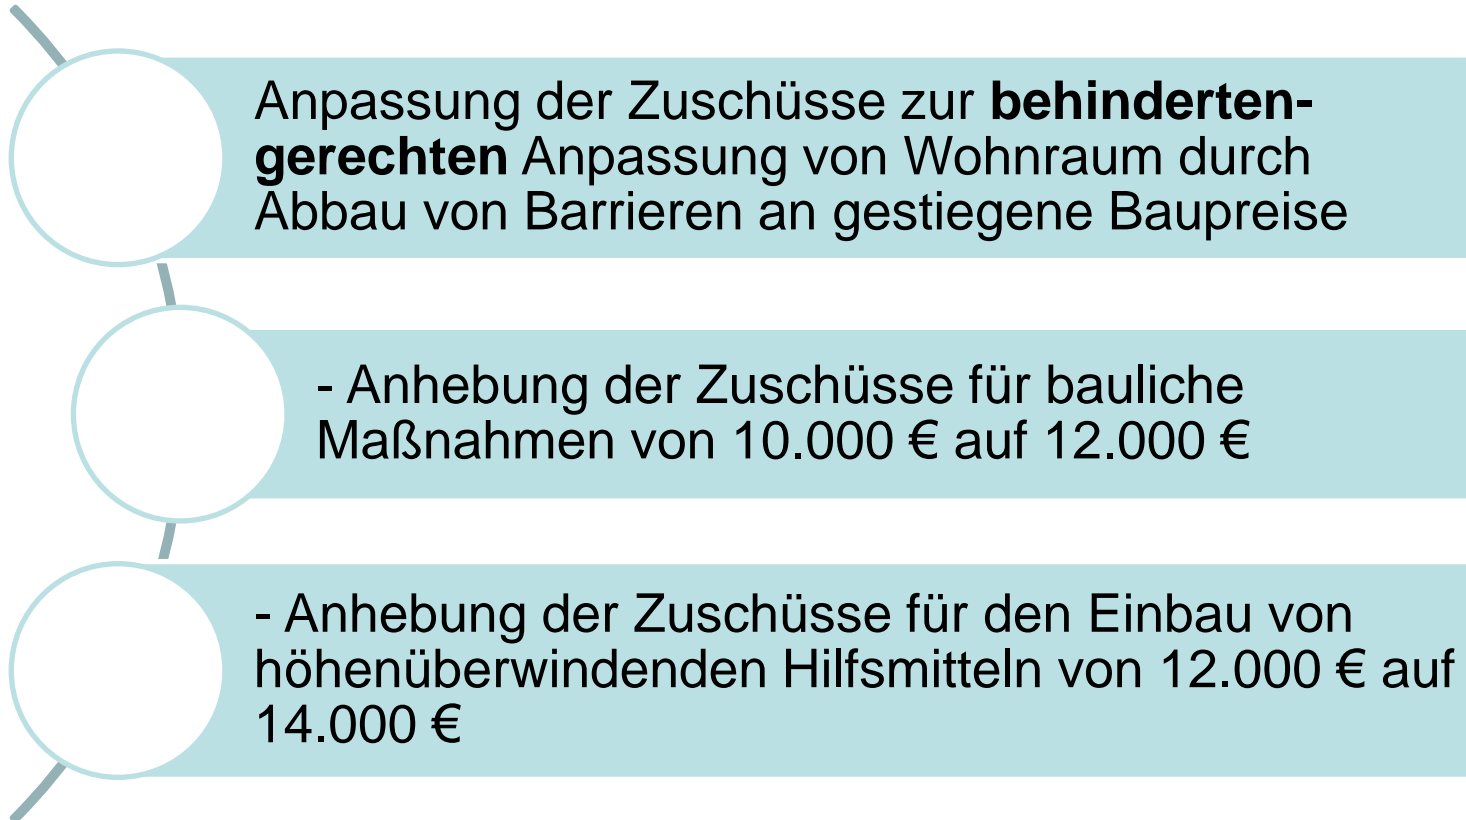 Anpassung der Zuschüsse zur behinderten-
gerechten Anpassung von Wohnraum durch
Abbau von Barrieren an gestiegene Baupreise
- Anhebung der Zuschüsse für bauliche
Maßnahmen von 10.000 € auf 12.000 €
- Anhebung der Zuschüsse für den Einbau von
höhenüberwindenden Hilfsmitteln von 12.000 € auf
14.000 €